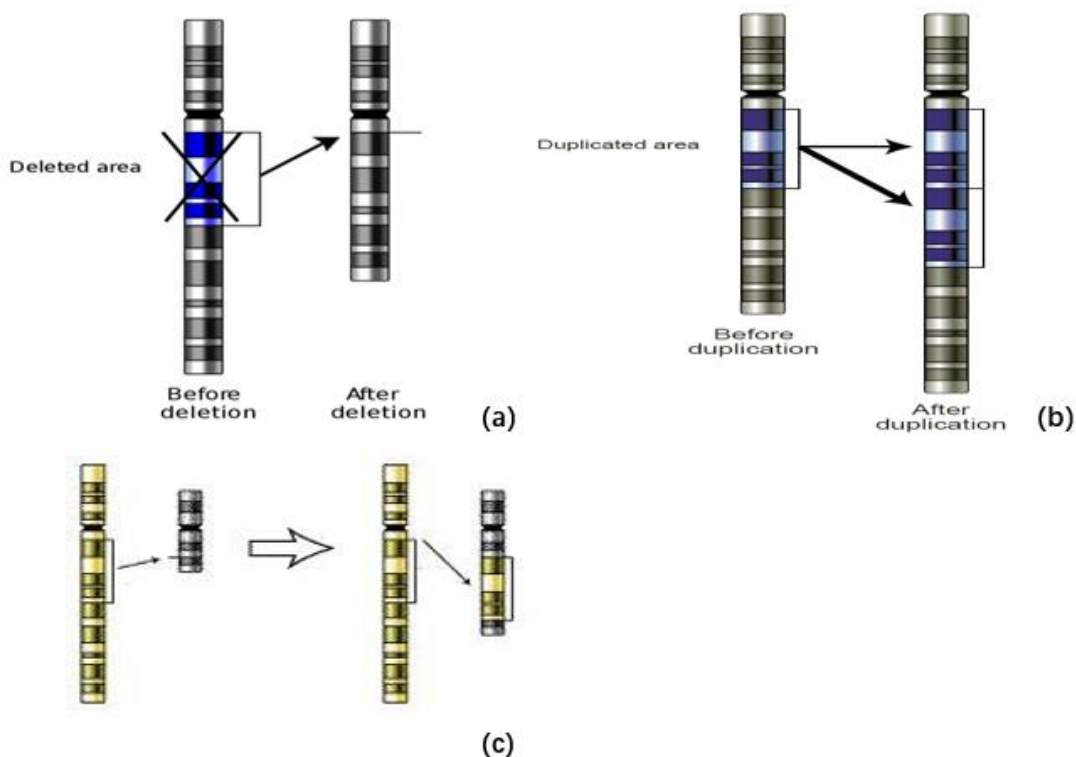 Deleted area
Before
deletion
After
deletion
(a)
Duplicated area
Before
duplication
After
duplication
(b)
(c)